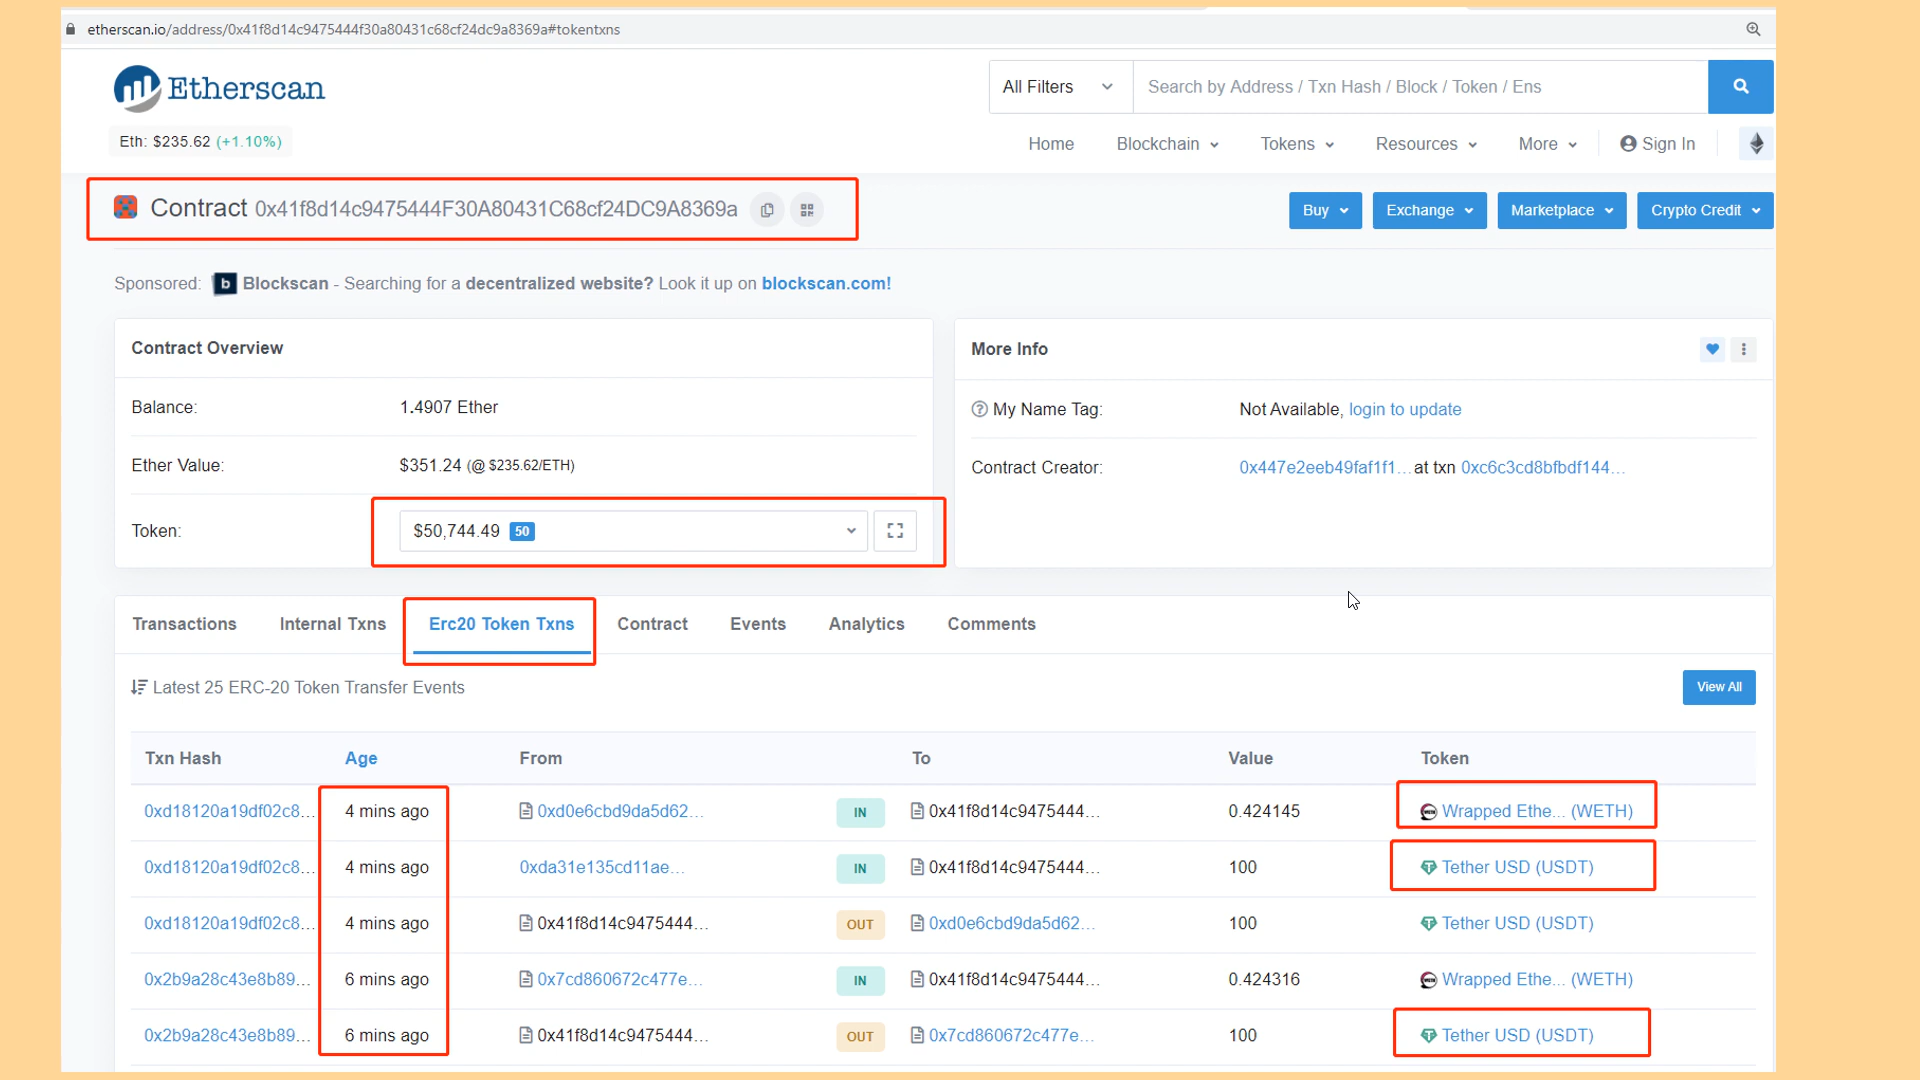 etherscan.io/address/0x41f8d14c9475444f30a80431c68cf24dc9a8369a#tokentxns
Etherscan
All Filters
Search by Address / Txn Hash / Block / Token / Ens
Eth: $235.62 (+1.10%)
Home Blockchain Tokens Resources More Sign In
Contract 0x41f8d14c9475444F30A80431C68cf24DC9A8369a
Buy Exchange Marketplace Crypto Credit
Sponsored: b Blockscan - Searching for a decentralized website? Look it up on blockscan.com!
Contract Overview
Balance: 1.4907 Ether
Ether Value: $351.24 (@ $235.62/ETH)
Token: $50,744.49 50
More Info
My Name Tag: Not Available, login to update
Contract Creator: 0x447e2eeb49faf1f1... at txn 0xc6c3cd8bfbdf144...
Transactions Internal Txns Erc20 Token Txns Contract Events Analytics Comments
Latest 25 ERC-20 Token Transfer Events
View All
Txn Hash Age From To Value Token
0xd18120a19df02c8... 4 mins ago 0xd0e6cbd9da5d62... IN 0x41f8d14c9475444... 0.424145 Wrapped Ethe... (WETH)
0xd18120a19df02c8... 4 mins ago 0xda31e135cd11ae... IN 0x41f8d14c9475444... 100 Tether USD (USDT)
0xd18120a19df02c8... 4 mins ago 0x41f8d14c9475444... OUT 0xd0e6cbd9da5d62... 100 Tether USD (USDT)
0x2b9a28c43e8b89... 6 mins ago 0x7cd860672c477e... IN 0x41f8d14c9475444... 0.424316 Wrapped Ethe... (WETH)
0x2b9a28c43e8b89... 6 mins ago 0x41f8d14c9475444... OUT 0x7cd860672c477e... 100 Tether USD (USDT)